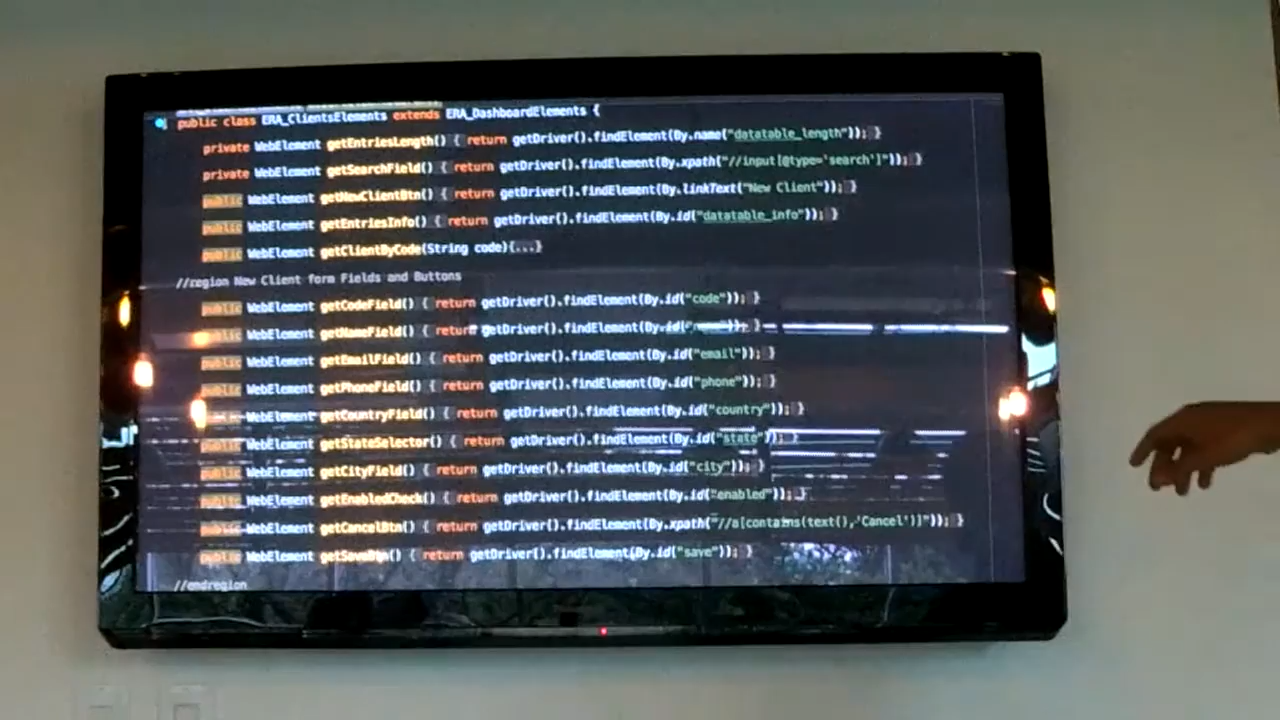 public class ERA_ClientsElements extends ERA_DashboardElements {
private WebElement getEntriesLength() { return getDriver().findElement(By.name("datatable_length")); }
private WebElement getSearchField() { return getDriver().findElement(By.xpath("//input[@type='search']")); }
public WebElement getNewClientBtn() { return getDriver().findElement(By.linkText("New Client")); }
public WebElement getEntriesInfo() { return getDriver().findElement(By.id("datatable_info")); }
public WebElement getClientByCode(String code){...}
//region New Client form Fields and Buttons
public WebElement getCodeField() { return getDriver().findElement(By.id("code")); }
public WebElement getNameField() { return getDriver().findElement(By.id(" ")); }
public WebElement getEmailField() { return getDriver().findElement(By.id("email")); }
public WebElement getPhoneField() { return getDriver().findElement(By.id("phone")); }
public WebElement getCountryField() { return getDriver().findElement(By.id("country")); }
public WebElement getStateSelector() { return getDriver().findElement(By.id("state")); }
public WebElement getCityField() { return getDriver().findElement(By.id("city")); }
public WebElement getEnabledCheck() { return getDriver().findElement(By.id("enabled")); }
public WebElement getCancelBtn() { return getDriver().findElement(By.xpath("//a[contains(text(),'Cancel')]")); }
public WebElement getSaveBtn() { return getDriver().findElement(By.id("save")); }
//endregion